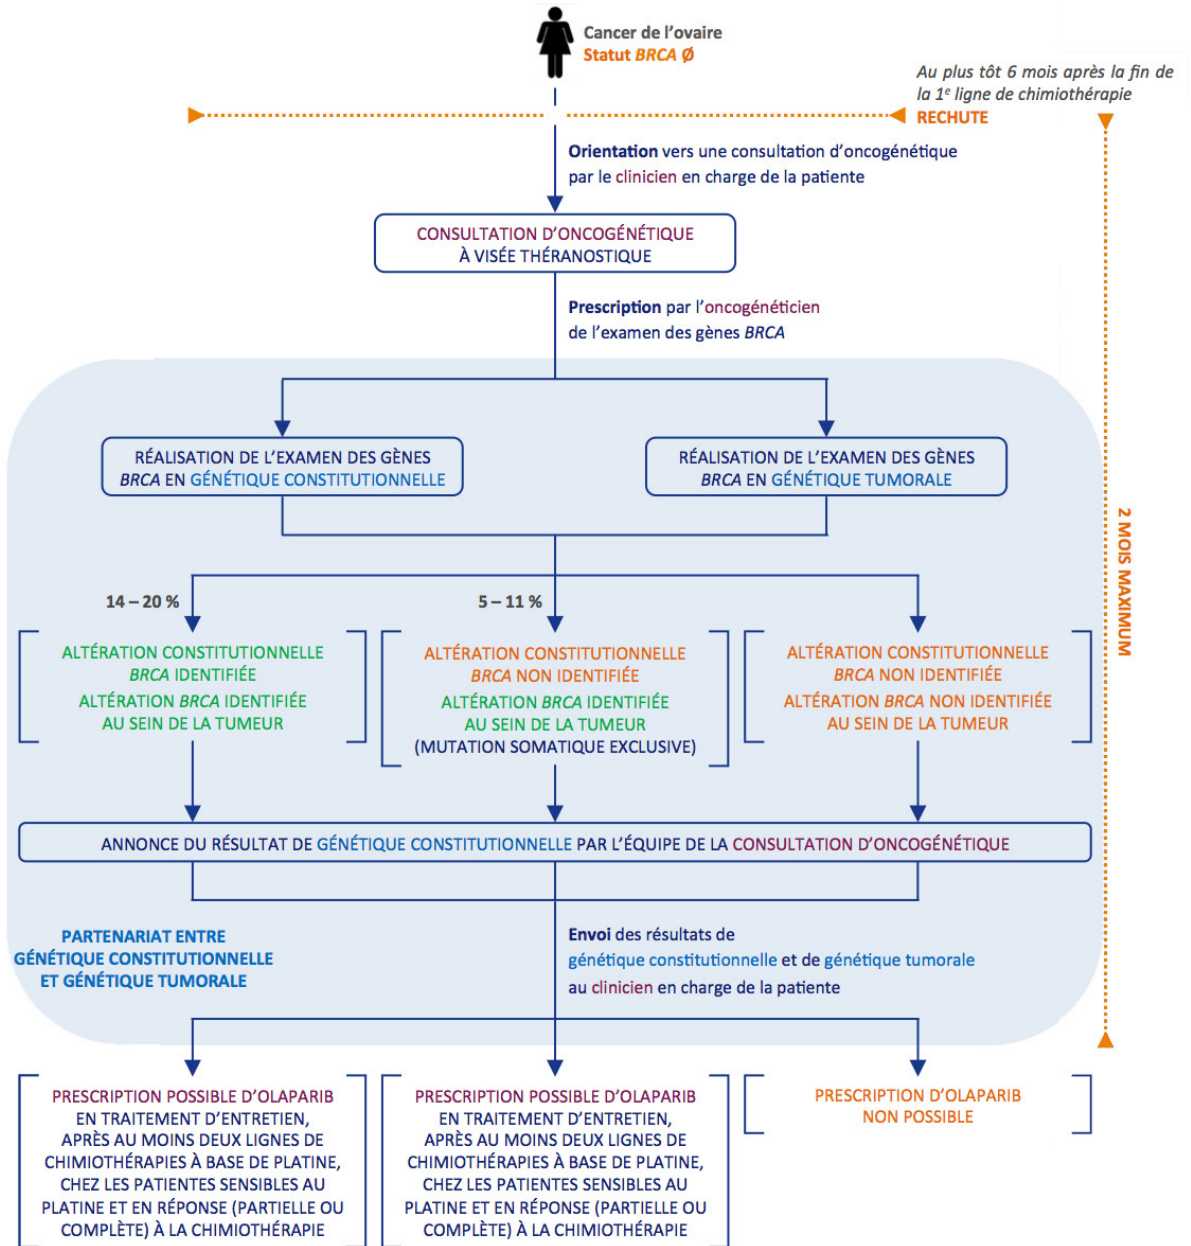 Cancer de l’ovaire
Statut BRCA Ø
Au plus tôt 6 mois après la fin de
la 1e ligne de chimiothérapie
RECHUTE
Orientation vers une consultation d’oncogénétique
par le clinicien en charge de la patiente
CONSULTATION D’ONCOGÉNÉTIQUE
À VISÉE THÉRANOSTIQUE
Prescription par l’oncogénéticien
de l’examen des gènes BRCA
RÉALISATION DE L’EXAMEN DES GÈNES
BRCA EN GÉNÉTIQUE CONSTITUTIONNELLE
RÉALISATION DE L’EXAMEN DES GÈNES
BRCA EN GÉNÉTIQUE TUMORALE
2 MOIS MAXIMUM
14 – 20 %
5 – 11 %
ALTÉRATION CONSTITUTIONNELLE
BRCA IDENTIFIÉE
ALTÉRATION BRCA IDENTIFIÉE
AU SEIN DE LA TUMEUR
ALTÉRATION CONSTITUTIONNELLE
BRCA NON IDENTIFIÉE
ALTÉRATION BRCA IDENTIFIÉE
AU SEIN DE LA TUMEUR
(MUTATION SOMATIQUE EXCLUSIVE)
ALTÉRATION CONSTITUTIONNELLE
BRCA NON IDENTIFIÉE
ALTÉRATION BRCA NON IDENTIFIÉE
AU SEIN DE LA TUMEUR
ANNONCE DU RÉSULTAT DE GÉNÉTIQUE CONSTITUTIONNELLE PAR L’ÉQUIPE DE LA CONSULTATION D’ONCOGÉNÉTIQUE
PARTENARIAT ENTRE
GÉNÉTIQUE CONSTITUTIONNELLE
ET GÉNÉTIQUE TUMORALE
Envoi des résultats de
génétique constitutionnelle et de génétique tumorale
au clinicien en charge de la patiente
PRESCRIPTION POSSIBLE D’OLAPARIB
EN TRAITEMENT D’ENTRETIEN,
APRÈS AU MOINS DEUX LIGNES DE
CHIMIOTHÉRAPIES À BASE DE PLATINE,
CHEZ LES PATIENTES SENSIBLES AU
PLATINE ET EN RÉPONSE (PARTIELLE OU
COMPLÈTE) À LA CHIMIOTHÉRAPIE
PRESCRIPTION POSSIBLE D’OLAPARIB
EN TRAITEMENT D’ENTRETIEN,
APRÈS AU MOINS DEUX LIGNES DE
CHIMIOTHÉRAPIES À BASE DE PLATINE,
CHEZ LES PATIENTES SENSIBLES AU
PLATINE ET EN RÉPONSE (PARTIELLE OU
COMPLÈTE) À LA CHIMIOTHÉRAPIE
PRESCRIPTION D’OLAPARIB
NON POSSIBLE